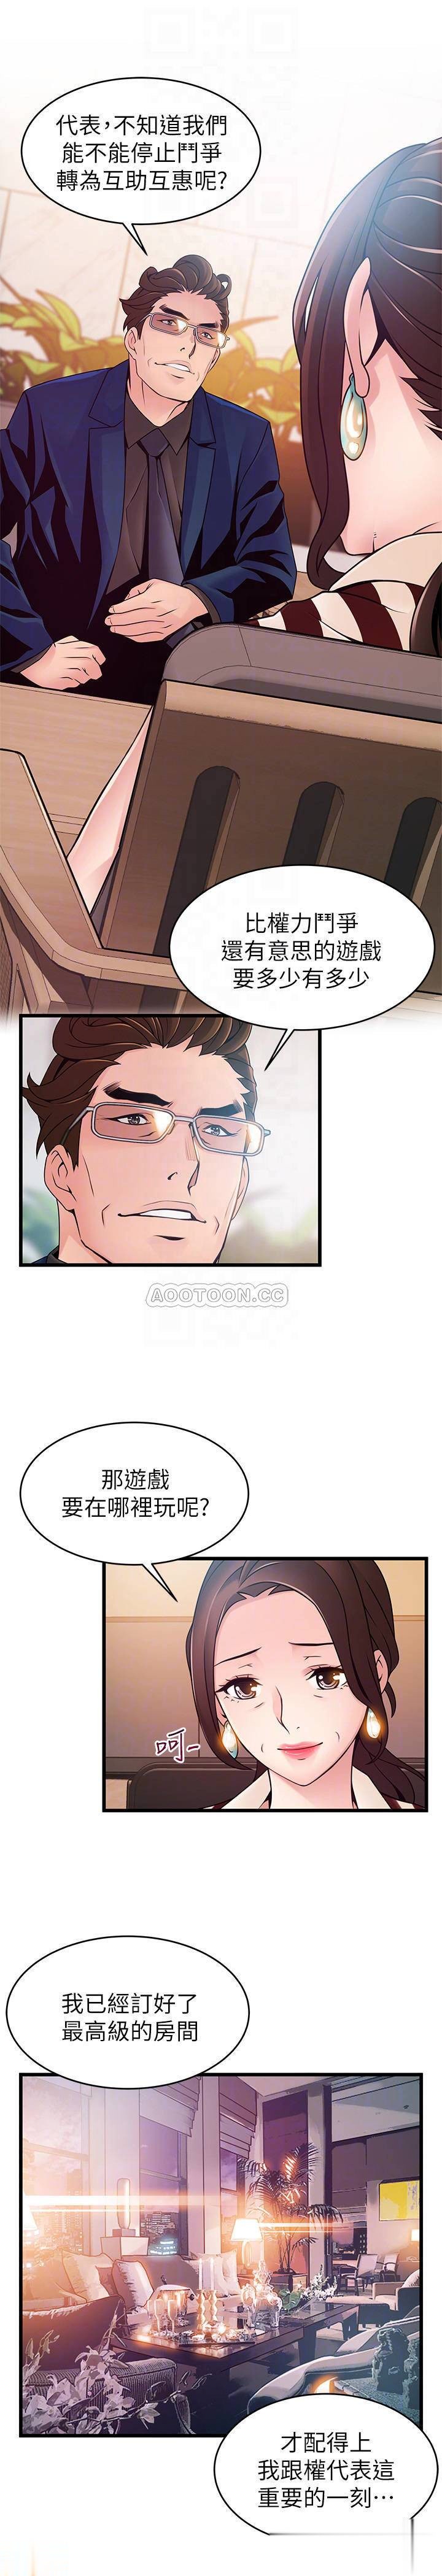 代表，不知道我們
能不能停止鬥爭
轉為互助互惠呢?
比權力鬥爭
還有意思的遊戲
要多少有多少
AOOTOON.CC
那遊戲
要在哪裡玩呢?
呵-
我已經訂好了
最高級的房間
才配得上
我跟權代表這
重要的一刻…